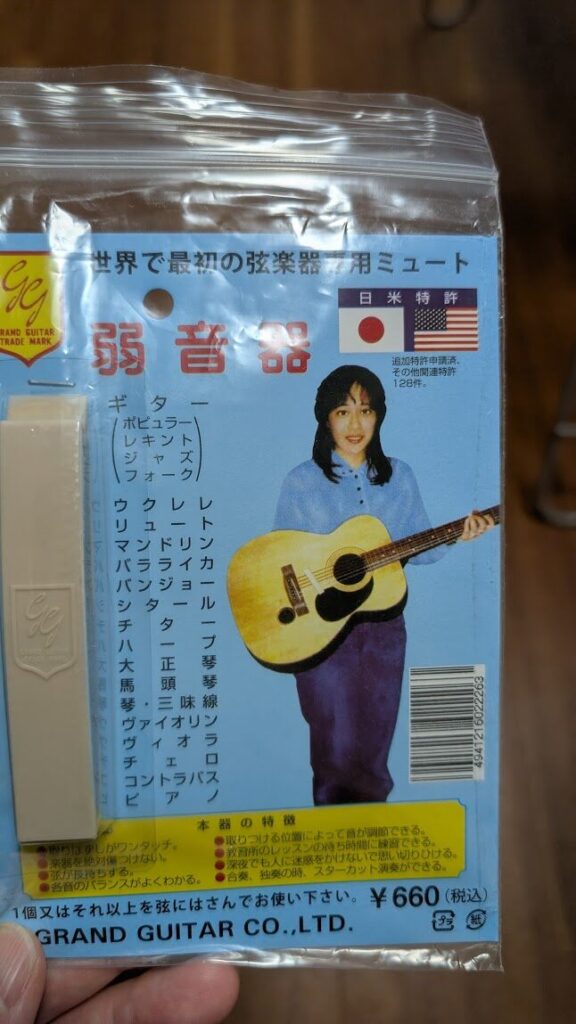 世界で最初の弦楽器専用ミュート
GG
GRAND GUITAR
TRADE MARK
日米特許
弱音器
追加特許申請済、
その他関連特許
128件。
ギター
(ポピュラー
レキント
ジャズ
フォーク)
ウクレレ
リュート
マンドリン
バラライカ
バンジョー
シタール
チター
ハープ
大正琴
馬頭琴
琴・三味線
ヴァイオリン
ヴィオラ
チェロ
コントラバス
ピアノ
4941216022263
本器の特徴
●取りはずしがワンタッチ。
●楽器を絶対傷つけない。
●弦が長持ちする。
●各音のバランスがよくわかる。
●取りつける位置によって音が調節できる。
●教習所のレッスンの待ち時間に練習できる。
●深夜でも人に迷惑をかけないで思い切りひける。
●合奏、独奏の時、スターカット演奏ができる。
1個又はそれ以上を弦にはさんでお使い下さい。 ¥660(税込)
GRAND GUITAR CO.,LTD.
プラ 紙